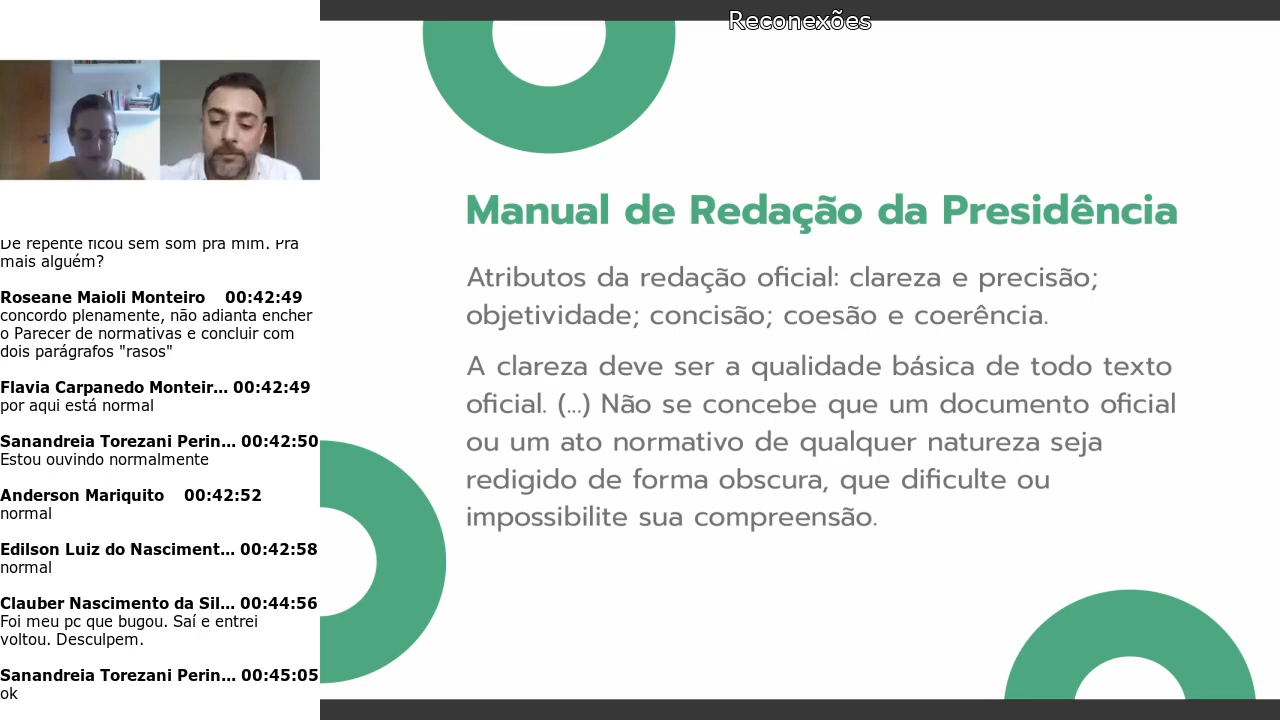 Reconexões
De repente ficou sem som pra mim. Pra
mais alguém?
Roseane Maioli Monteiro 00:42:49
concordo plenamente, não adianta encher
o Parecer de normativas e concluir com
dois parágrafos "rasos"
Flavia Carpanedo Monteir... 00:42:49
por aqui está normal
Sanandreia Torezani Perin... 00:42:50
Estou ouvindo normalmente
Anderson Mariquito 00:42:52
normal
Edilson Luiz do Nasciment... 00:42:58
normal
Clauber Nascimento da Sil... 00:44:56
Foi meu pc que bugou. Saí e entrei
voltou. Desculpem.
Sanandreia Torezani Perin... 00:45:05
ok
Manual de Redação da Presidência
Atributos da redação oficial: clareza e precisão;
objetividade; concisão; coesão e coerência.
A clareza deve ser a qualidade básica de todo texto
oficial. (...) Não se concebe que um documento oficial
ou um ato normativo de qualquer natureza seja
redigido de forma obscura, que dificulte ou
impossibilite sua compreensão.